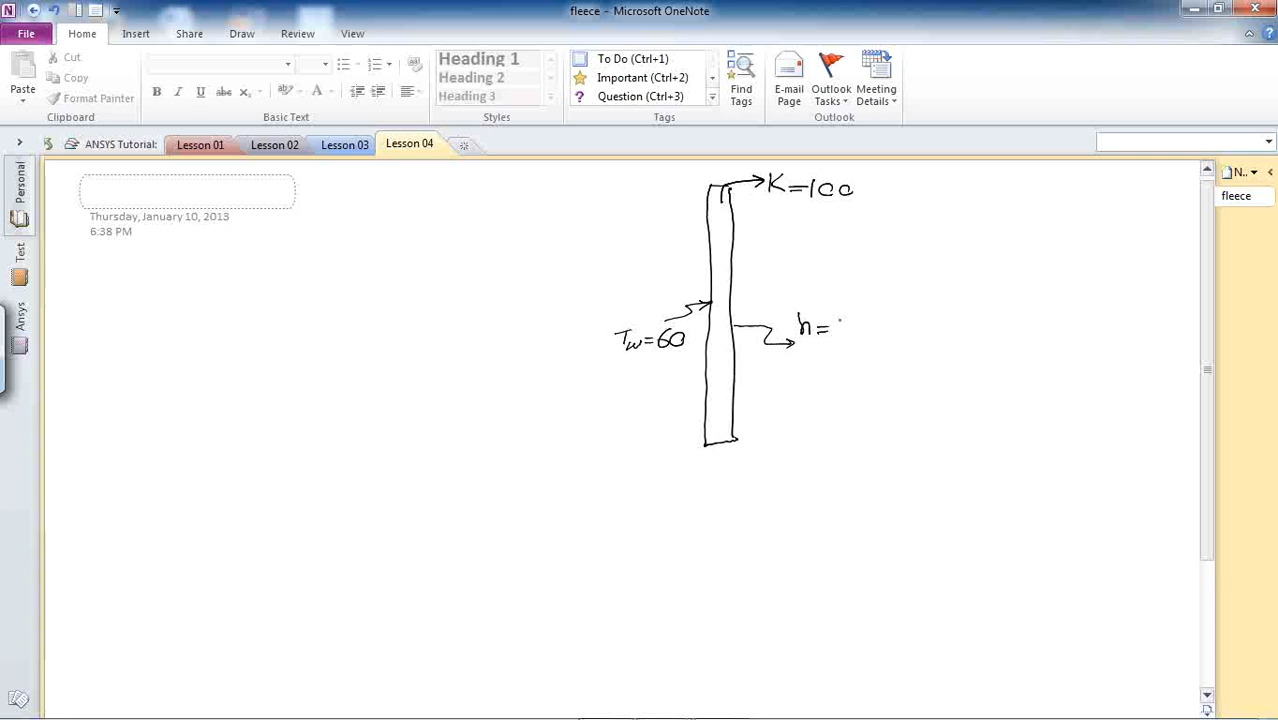 fleece - Microsoft OneNote
File Home Insert Share Draw Review View
Cut
Copy
Format Painter
Paste
Clipboard
B I U abc x₂ ab A
Basic Text
Heading 1
Heading 2
Heading 3
Styles
To Do (Ctrl+1)
Important (Ctrl+2)
Question (Ctrl+3)
Tags
Find Tags
E-mail Page
Outlook Tasks
Meeting Details
Outlook
ANSYS Tutorial: Lesson 01 Lesson 02 Lesson 03 Lesson 04
Personal
Test
Ansys
N..
fleece
Thursday, January 10, 2013
6:38 PM
K=100
h=
Tw=60